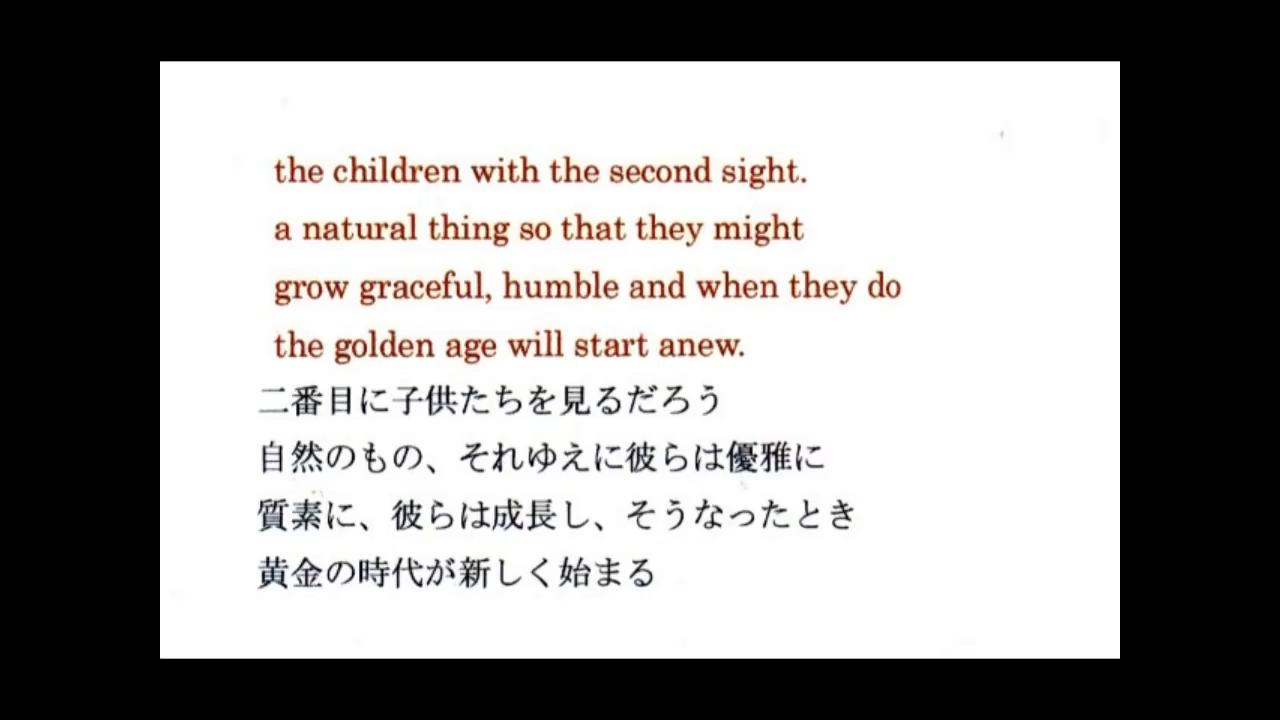 the children with the second sight.
a natural thing so that they might
grow graceful, humble and when they do
the golden age will start anew.
二番目に子供たちを見るだろう
自然のもの、それゆえに彼らは優雅に
質素に、彼らは成長し、そうなったとき
黄金の時代が新しく始まる